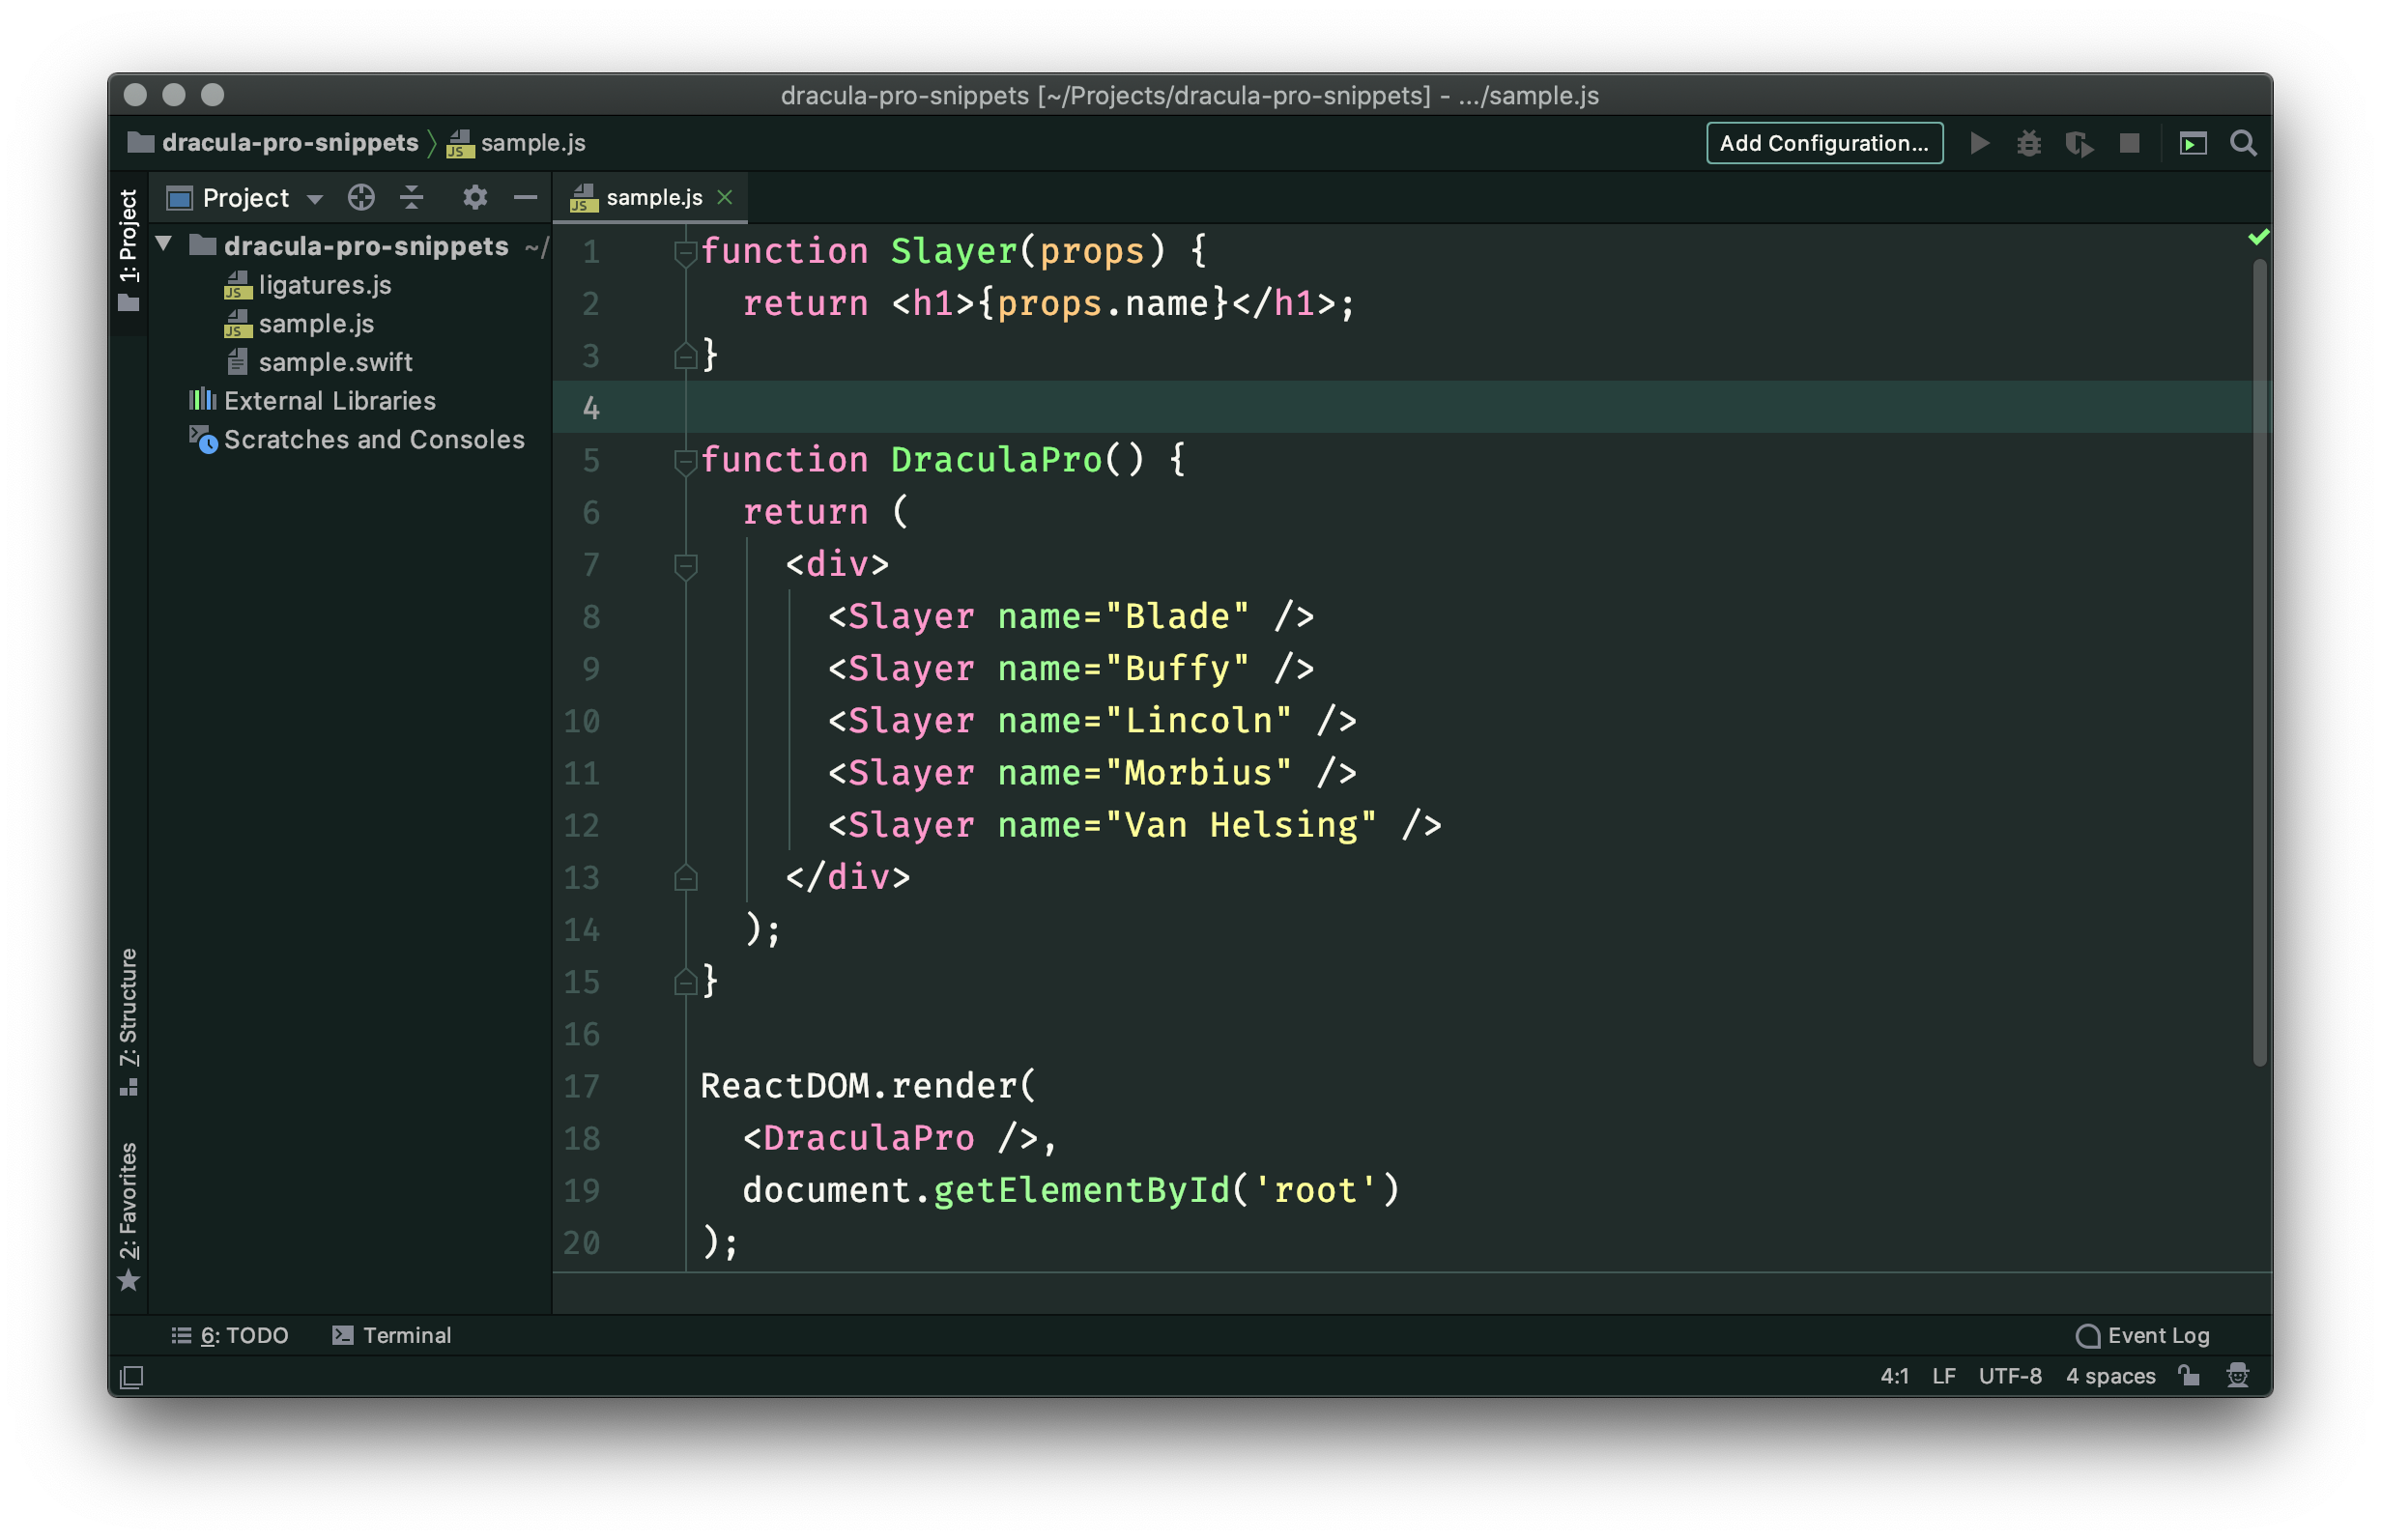 dracula-pro-snippets [~/Projects/dracula-pro-snippets] - .../sample.js
dracula-pro-snippets 〉 JS sample.js
Add Configuration...
1: Project
Project
JS sample.js
dracula-pro-snippets ~/
JS ligatures.js
JS sample.js
sample.swift
External Libraries
Scratches and Consoles
1 function Slayer(props) {
2   return <h1>{props.name}</h1>;
3 }
4
5 function DraculaPro() {
6   return (
7     <div>
8       <Slayer name="Blade" />
9       <Slayer name="Buffy" />
10       <Slayer name="Lincoln" />
11       <Slayer name="Morbius" />
12       <Slayer name="Van Helsing" />
13     </div>
14   );
15 }
16
17 ReactDOM.render(
18   <DraculaPro />,
19   document.getElementById('root')
20 );
7: Structure
2: Favorites
6: TODO
Terminal
Event Log
4:1 LF UTF-8 4 spaces